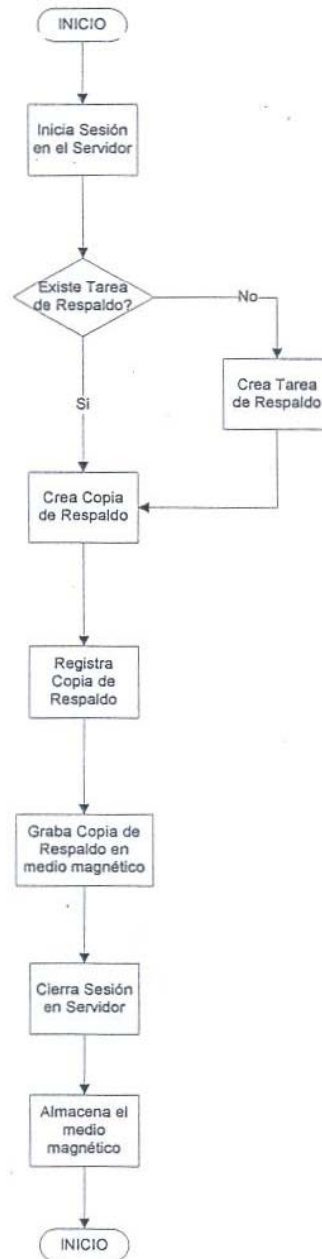 INICIO
Inicia Sesión
en el Servidor
Existe Tarea
de Respaldo?
No
Crea Tarea
de Respaldo
Si
Crea Copia
de Respaldo
Registra
Copia de
Respaldo
Graba Copia de
Respaldo en
medio magnético
Cierra Sesión
en Servidor
Almacena el
medio
magnético
INICIO